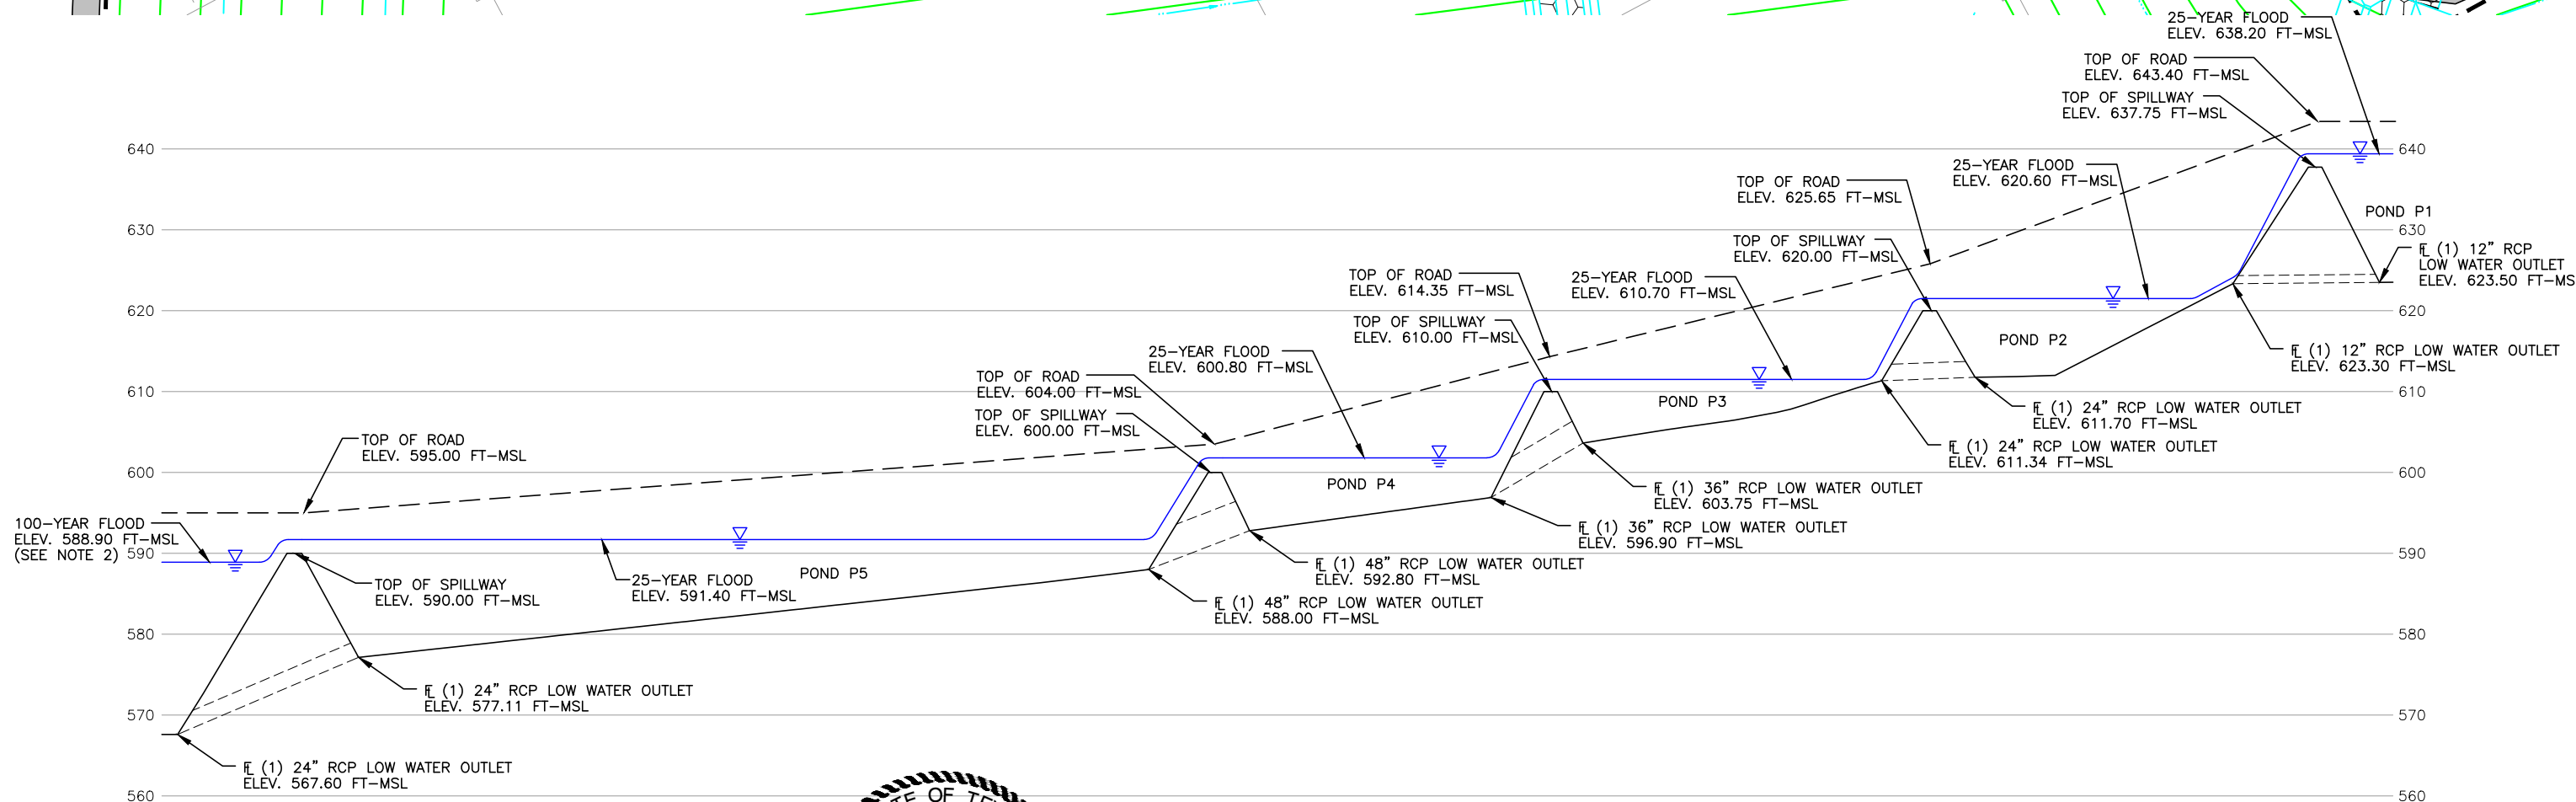 25-YEAR FLOOD
ELEV. 638.20 FT-MSL
TOP OF ROAD
ELEV. 643.40 FT-MSL
TOP OF SPILLWAY
ELEV. 637.75 FT-MSL
640
640
25-YEAR FLOOD
ELEV. 620.60 FT-MSL
TOP OF ROAD
ELEV. 625.65 FT-MSL
POND P1
630
630
TOP OF SPILLWAY
ELEV. 620.00 FT-MSL
℄ (1) 12" RCP
LOW WATER OUTLET
ELEV. 623.50 FT-MS
TOP OF ROAD
ELEV. 614.35 FT-MSL
25-YEAR FLOOD
ELEV. 610.70 FT-MSL
620
620
TOP OF SPILLWAY
ELEV. 610.00 FT-MSL
POND P2
25-YEAR FLOOD
ELEV. 600.80 FT-MSL
℄ (1) 12" RCP LOW WATER OUTLET
ELEV. 623.30 FT-MSL
TOP OF ROAD
ELEV. 604.00 FT-MSL
610
610
POND P3
TOP OF SPILLWAY
ELEV. 600.00 FT-MSL
℄ (1) 24" RCP LOW WATER OUTLET
ELEV. 611.70 FT-MSL
TOP OF ROAD
ELEV. 595.00 FT-MSL
℄ (1) 24" RCP LOW WATER OUTLET
ELEV. 611.34 FT-MSL
600
600
POND P4
℄ (1) 36" RCP LOW WATER OUTLET
ELEV. 603.75 FT-MSL
100-YEAR FLOOD
ELEV. 588.90 FT-MSL
(SEE NOTE 2)
℄ (1) 36" RCP LOW WATER OUTLET
ELEV. 596.90 FT-MSL
590
590
℄ (1) 48" RCP LOW WATER OUTLET
ELEV. 592.80 FT-MSL
POND P5
25-YEAR FLOOD
ELEV. 591.40 FT-MSL
TOP OF SPILLWAY
ELEV. 590.00 FT-MSL
℄ (1) 48" RCP LOW WATER OUTLET
ELEV. 588.00 FT-MSL
580
580
℄ (1) 24" RCP LOW WATER OUTLET
ELEV. 577.11 FT-MSL
570
570
℄ (1) 24" RCP LOW WATER OUTLET
ELEV. 567.60 FT-MSL
560
560
OF